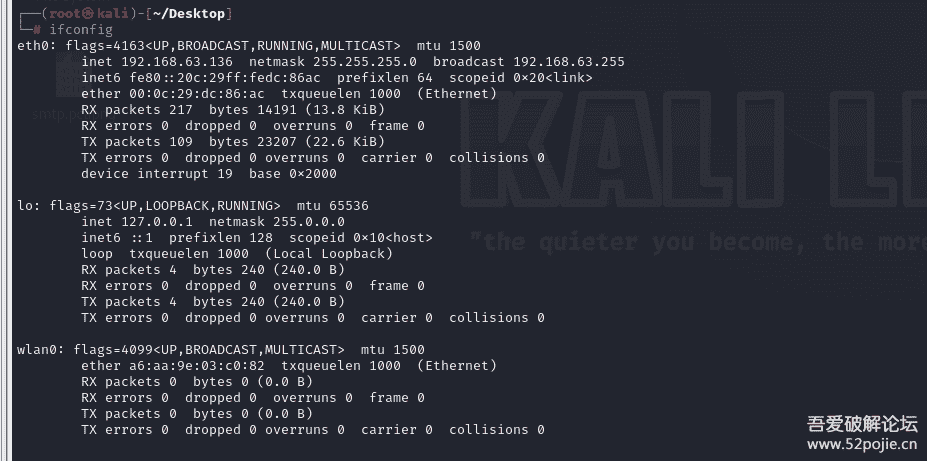 ┌──(root㉿kali)-[~/Desktop]
└─# ifconfig
eth0: flags=4163<UP,BROADCAST,RUNNING,MULTICAST>  mtu 1500
        inet 192.168.63.136  netmask 255.255.255.0  broadcast 192.168.63.255
        inet6 fe80::20c:29ff:fedc:86ac  prefixlen 64  scopeid 0×20<link>
        ether 00:0c:29:dc:86:ac  txqueuelen 1000  (Ethernet)
        RX packets 217  bytes 14191 (13.8 KiB)
        RX errors 0  dropped 0  overruns 0  frame 0
        TX packets 109  bytes 23207 (22.6 KiB)
        TX errors 0  dropped 0 overruns 0  carrier 0  collisions 0
        device interrupt 19  base 0×2000
lo: flags=73<UP,LOOPBACK,RUNNING>  mtu 65536
        inet 127.0.0.1  netmask 255.0.0.0
        inet6 ::1  prefixlen 128  scopeid 0×10<host>
        loop  txqueuelen 1000  (Local Loopback)
        RX packets 4  bytes 240 (240.0 B)
        RX errors 0  dropped 0  overruns 0  frame 0
        TX packets 4  bytes 240 (240.0 B)
        TX errors 0  dropped 0 overruns 0  carrier 0  collisions 0
wlan0: flags=4099<UP,BROADCAST,MULTICAST>  mtu 1500
        ether a6:aa:9e:03:c0:82  txqueuelen 1000  (Ethernet)
        RX packets 0  bytes 0 (0.0 B)
        RX errors 0  dropped 0  overruns 0  frame 0
        TX packets 0  bytes 0 (0.0 B)
        TX errors 0  dropped 0 overruns 0  carrier 0  collisions 0
KALI LI
"the quieter you become, the more
吾爱破解论坛
www.52pojie.cn